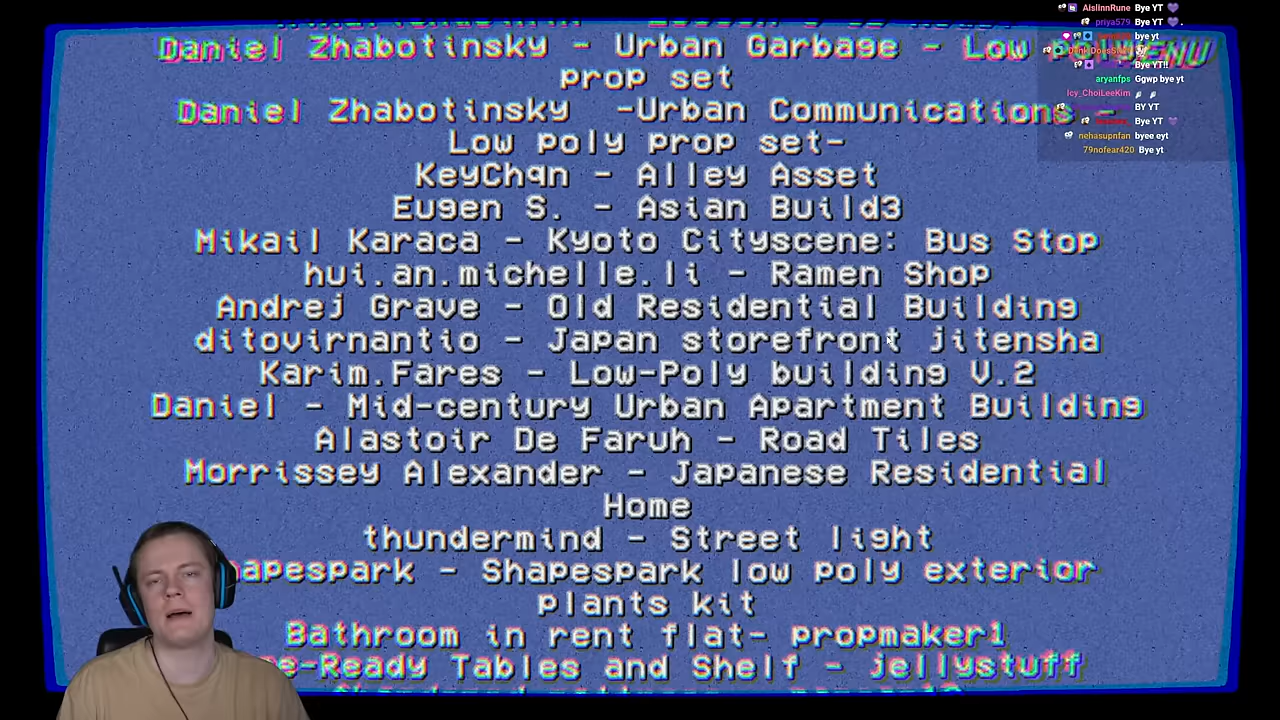 Daniel Zhabotinsky - Urban Garbage - Low
prop set
Daniel Zhabotinsky -Urban Communications -
Low poly prop set-
KeyChan - Alley Asset
Eugen S. - Asian Build3
Mikail Karaca - Kyoto Cityscene: Bus Stop
hui.an.michelle.li - Ramen Shop
Andrej Grave - Old Residential Building
ditovirnantio - Japan storefront jitensha
Karim.Fares - Low-Poly building V.2
Daniel - Mid-century Urban Apartment Building
Alastoir De Faruh - Road Tiles
Morrissey Alexander - Japanese Residential
Home
thundermind - Street light
apespark - Shapespark low poly exterior
plants kit
Bathroom in rent flat- propmaker1
e-Ready Tables and Shelf - jellystuff
AislinnRune Bye YT
priya579 Bye YT .
bye yt
Bye YT!!
aryanfps Ggwp bye yt
Icy_ChoiLeeKim
BY YT
Bye YT
nehasupnfan byee eyt
79nofear420 Bye yt